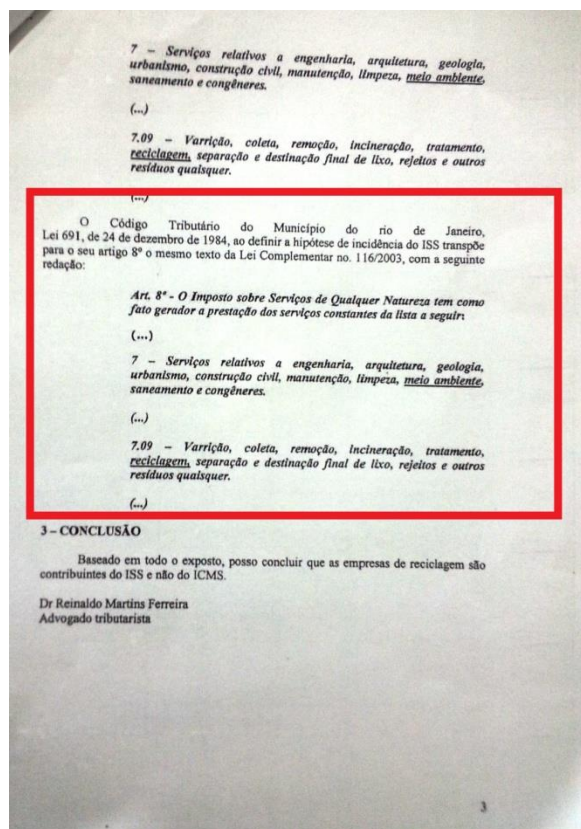 7 – Serviços relativos a engenharia, arquitetura, geologia,
urbanismo, construção civil, manutenção, limpeza, meio ambiente,
saneamento e congêneres.
(...)
7.09 – Varrição, coleta, remoção, incineração, tratamento,
reciclagem, separação e destinação final de lixo, rejeitos e outros
resíduos quaisquer.
(...)
O Código Tributário do Município do rio de Janeiro,
Lei 691, de 24 de dezembro de 1984, ao definir a hipótese de incidência do ISS transpõe
para o seu artigo 8º o mesmo texto da Lei Complementar no. 116/2003, com a seguinte
redação:
Art. 8º - O Imposto sobre Serviços de Qualquer Natureza tem como
fato gerador a prestação dos serviços constantes da lista a seguir:
(...)
7 – Serviços relativos a engenharia, arquitetura, geologia,
urbanismo, construção civil, manutenção, limpeza, meio ambiente,
saneamento e congêneres.
(...)
7.09 – Varrição, coleta, remoção, incineração, tratamento,
reciclagem, separação e destinação final de lixo, rejeitos e outros
resíduos quaisquer.
(...)
3 – CONCLUSÃO
Baseado em todo o exposto, posso concluir que as empresas de reciclagem são
contribuintes do ISS e não do ICMS.
Dr Reinaldo Martins Ferreira
Advogado tributarista
3